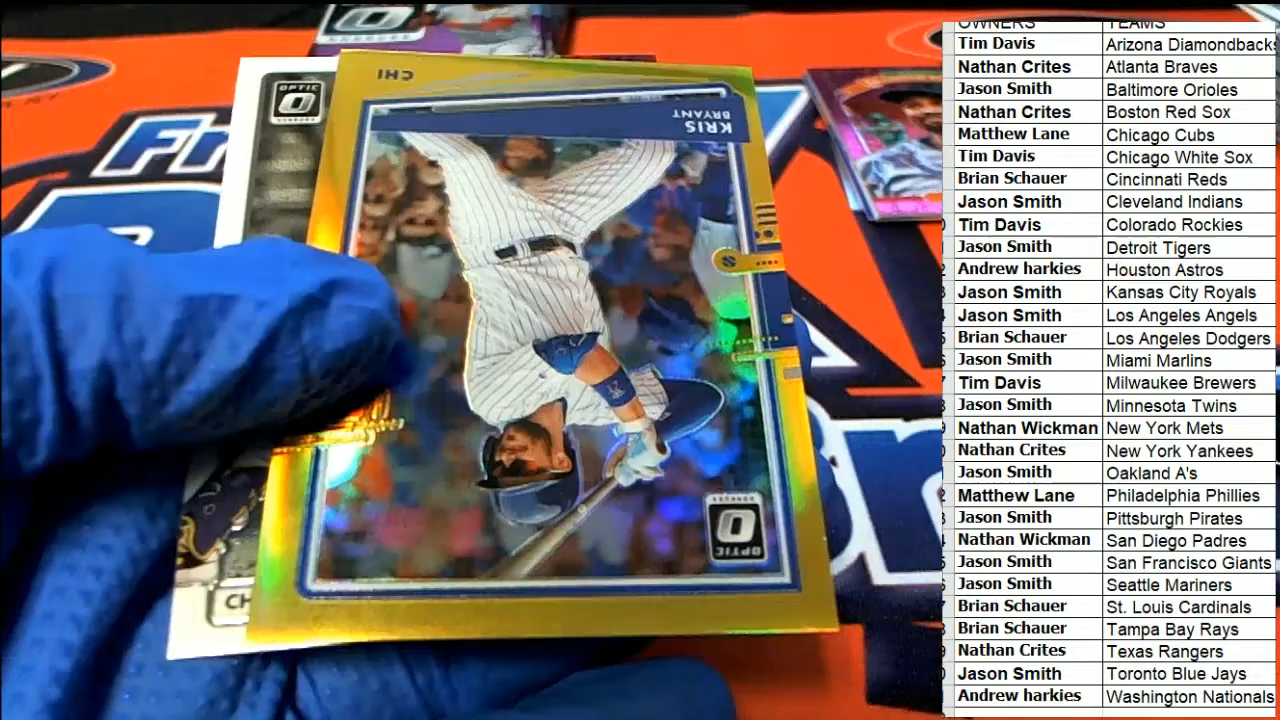 OWNERS TEAMS
Tim Davis Arizona Diamondbacks
Nathan Crites Atlanta Braves
Jason Smith Baltimore Orioles
Nathan Crites Boston Red Sox
Matthew Lane Chicago Cubs
Tim Davis Chicago White Sox
Brian Schauer Cincinnati Reds
Jason Smith Cleveland Indians
Tim Davis Colorado Rockies
Jason Smith Detroit Tigers
Andrew harkies Houston Astros
Jason Smith Kansas City Royals
Jason Smith Los Angeles Angels
Brian Schauer Los Angeles Dodgers
Jason Smith Miami Marlins
Tim Davis Milwaukee Brewers
Jason Smith Minnesota Twins
Nathan Wickman New York Mets
Nathan Crites New York Yankees
Jason Smith Oakland A's
Matthew Lane Philadelphia Phillies
Jason Smith Pittsburgh Pirates
Nathan Wickman San Diego Padres
Jason Smith San Francisco Giants
Jason Smith Seattle Mariners
Brian Schauer St. Louis Cardinals
Brian Schauer Tampa Bay Rays
Nathan Crites Texas Rangers
Jason Smith Toronto Blue Jays
Andrew harkies Washington Nationals
CHI
KRIS
BRYANT
DONRUSS
OPTIC
OPTIC
DONRUSS
Fr
CH